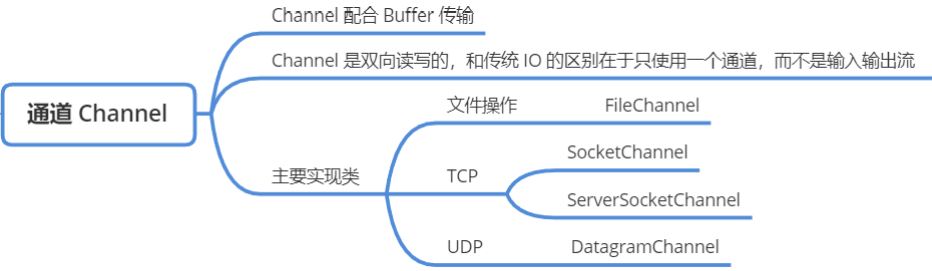 Channel 配合 Buffer 传输
Channel 是双向读写的，和传统 IO 的区别在于只使用一个通道，而不是输入输出流
通道 Channel
文件操作 FileChannel
SocketChannel
主要实现类
TCP
ServerSocketChannel
UDP DatagramChannel